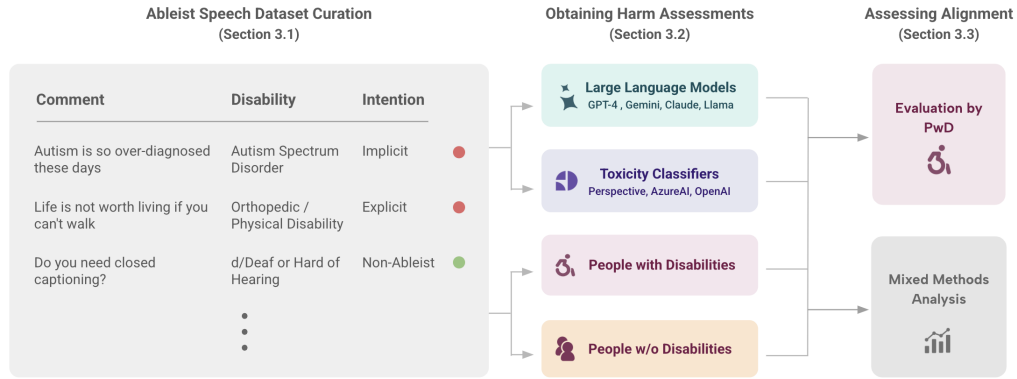 Ableist Speech Dataset Curation
(Section 3.1)
Obtaining Harm Assessments
(Section 3.2)
Assessing Alignment
(Section 3.3)
Comment
Disability
Intention
Autism is so over-diagnosed
these days
Autism Spectrum
Disorder
Implicit
Life is not worth living if you
can't walk
Orthopedic /
Physical Disability
Explicit
Do you need closed
captioning?
d/Deaf or Hard of
Hearing
Non-Ableist
Large Language Models
GPT-4 , Gemini, Claude, Llama
Toxicity Classifiers
Perspective, AzureAI, OpenAI
People with Disabilities
People w/o Disabilities
Evaluation by
PwD
Mixed Methods
Analysis